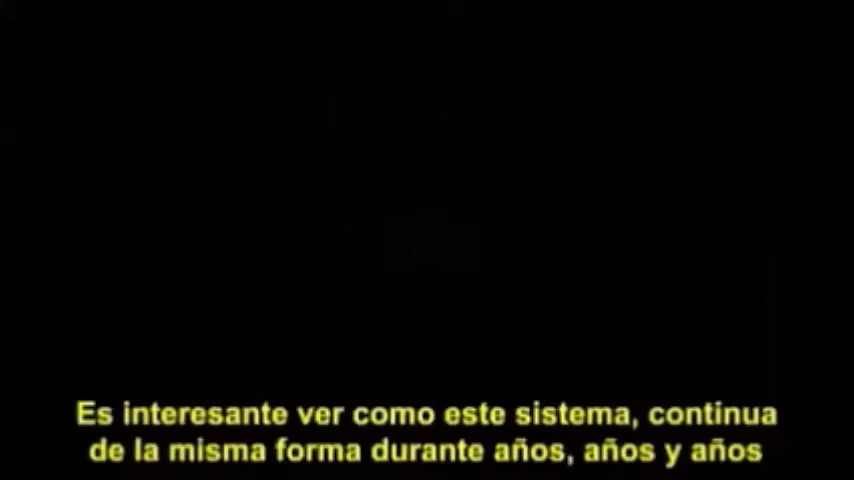 Es interesante ver como este sistema, continua
de la misma forma durante años, años y años